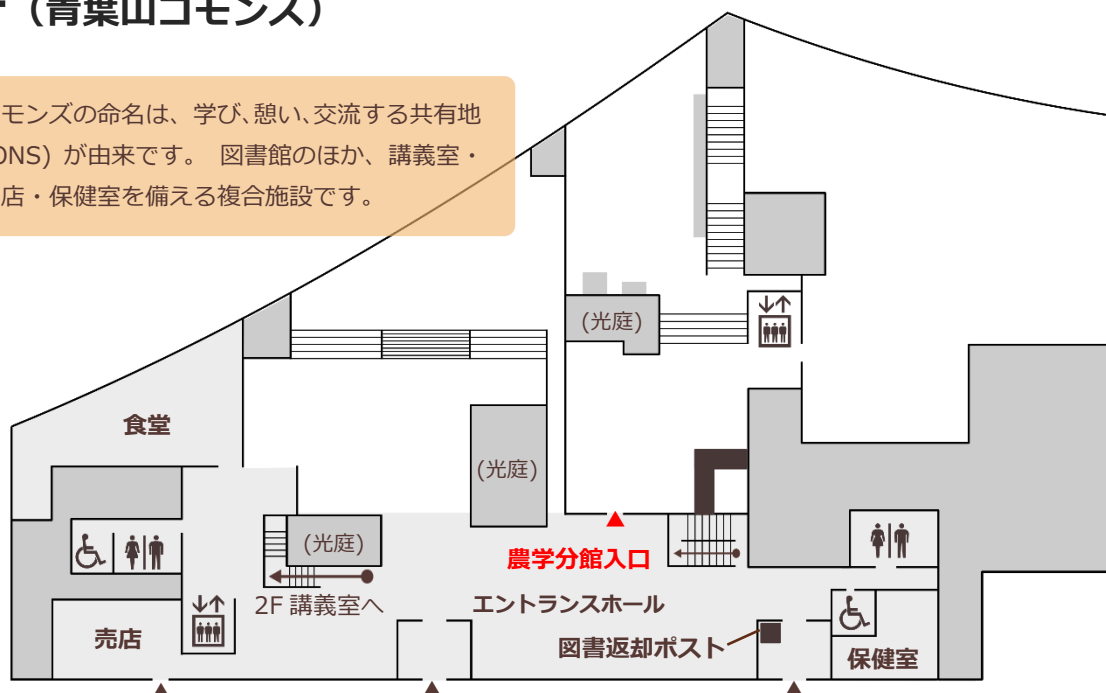 （青葉山コモンズ）
モンズの命名は、学び、憩い、交流する共有地
ONS) が由来です。 図書館のほか、講義室・
店・保健室を備える複合施設です。
(光庭)
食堂
(光庭)
(光庭)
農学分館入口
2F 講義室へ
エントランスホール
売店
図書返却ポスト
保健室